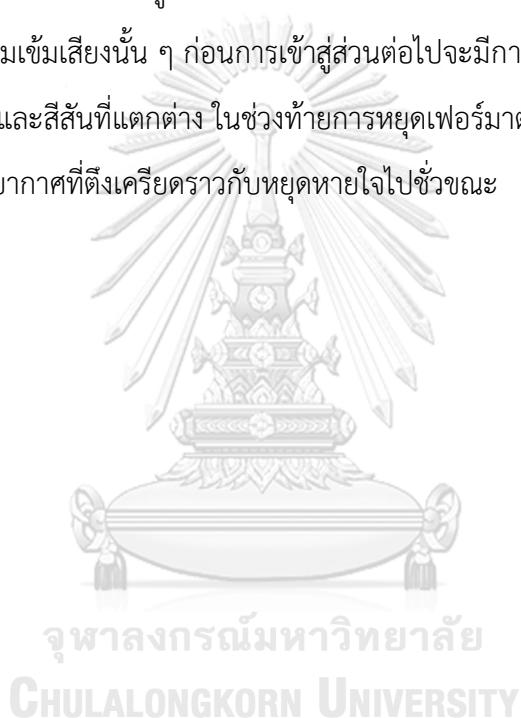 มเข้มเสียงนั้น ๆ ก่อนการเข้าสู่ส่วนต่อไปจะมีกา
และสีสันที่แตกต่าง ในช่วงท้ายการหยุดเฟอร์มาต
ยากาศที่ตึงเครียดราวกับหยุดหายใจไปชั่วขณะ
จุฬาลงกรณ์มหาวิทยาลัย
CHULALONGKORN UNIVERSITY